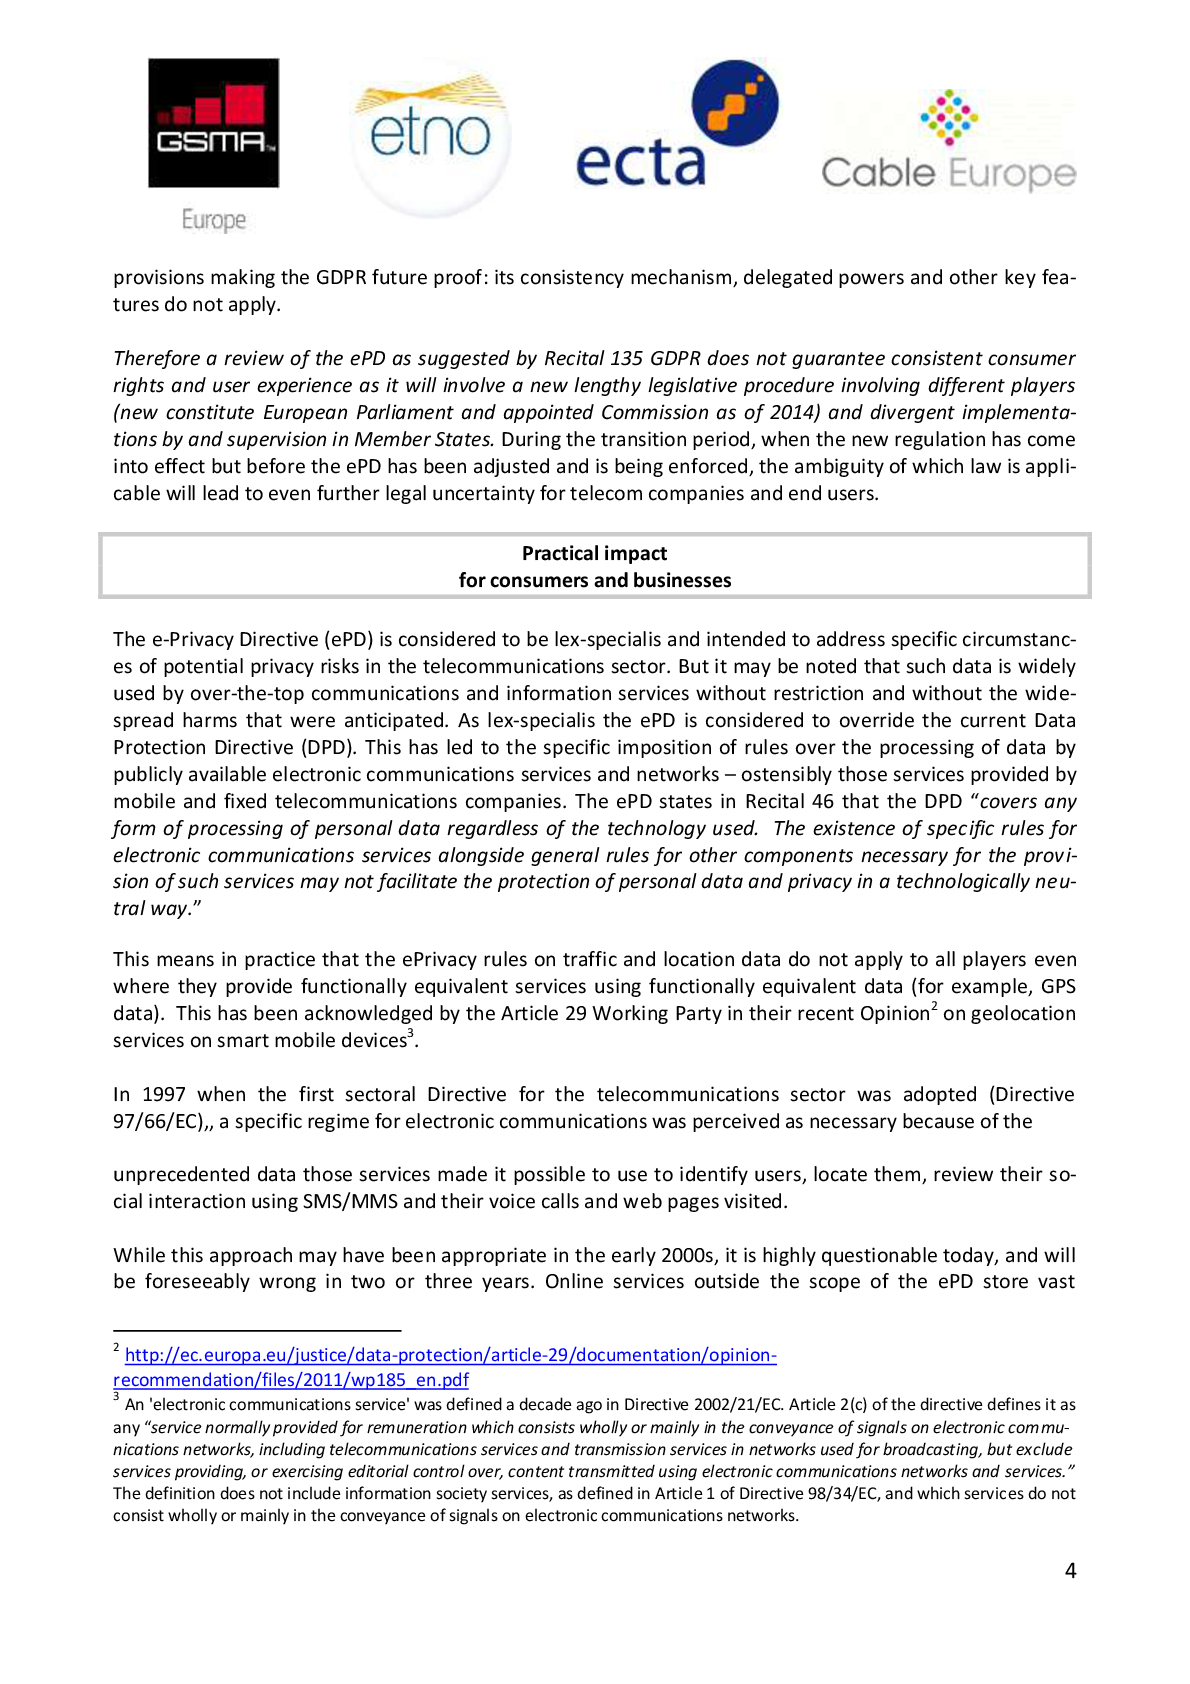 GSMA™
Europe
etno
ecta
Cable Europe
provisions making the GDPR future proof: its consistency mechanism, delegated powers and other key fea-
tures do not apply.
Therefore a review of the ePD as suggested by Recital 135 GDPR does not guarantee consistent consumer
rights and user experience as it will involve a new lengthy legislative procedure involving different players
(new constitute European Parliament and appointed Commission as of 2014) and divergent implementa-
tions by and supervision in Member States. During the transition period, when the new regulation has come
into effect but before the ePD has been adjusted and is being enforced, the ambiguity of which law is appli-
cable will lead to even further legal uncertainty for telecom companies and end users.
Practical impact
for consumers and businesses
The e-Privacy Directive (ePD) is considered to be lex-specialis and intended to address specific circumstanc-
es of potential privacy risks in the telecommunications sector. But it may be noted that such data is widely
used by over-the-top communications and information services without restriction and without the wide-
spread harms that were anticipated. As lex-specialis the ePD is considered to override the current Data
Protection Directive (DPD). This has led to the specific imposition of rules over the processing of data by
publicly available electronic communications services and networks – ostensibly those services provided by
mobile and fixed telecommunications companies. The ePD states in Recital 46 that the DPD “covers any
form of processing of personal data regardless of the technology used.  The existence of specific rules for
electronic communications services alongside general rules for other components necessary for the provi-
sion of such services may not facilitate the protection of personal data and privacy in a technologically neu-
tral way.”
This means in practice that the ePrivacy rules on traffic and location data do not apply to all players even
where they provide functionally equivalent services using functionally equivalent data (for example, GPS
data).  This has been acknowledged by the Article 29 Working Party in their recent Opinion2 on geolocation
services on smart mobile devices3.
In 1997 when the first sectoral Directive for the telecommunications sector was adopted (Directive
97/66/EC),, a specific regime for electronic communications was perceived as necessary because of the
unprecedented data those services made it possible to use to identify users, locate them, review their so-
cial interaction using SMS/MMS and their voice calls and web pages visited.
While this approach may have been appropriate in the early 2000s, it is highly questionable today, and will
be foreseeably wrong in two or three years. Online services outside the scope of the ePD store vast
2 http://ec.europa.eu/justice/data-protection/article-29/documentation/opinion-
recommendation/files/2011/wp185_en.pdf
3 An 'electronic communications service' was defined a decade ago in Directive 2002/21/EC. Article 2(c) of the directive defines it as
any “service normally provided for remuneration which consists wholly or mainly in the conveyance of signals on electronic commu-
nications networks, including telecommunications services and transmission services in networks used for broadcasting, but exclude
services providing, or exercising editorial control over, content transmitted using electronic communications networks and services.”
The definition does not include information society services, as defined in Article 1 of Directive 98/34/EC, and which services do not
consist wholly or mainly in the conveyance of signals on electronic communications networks.
4